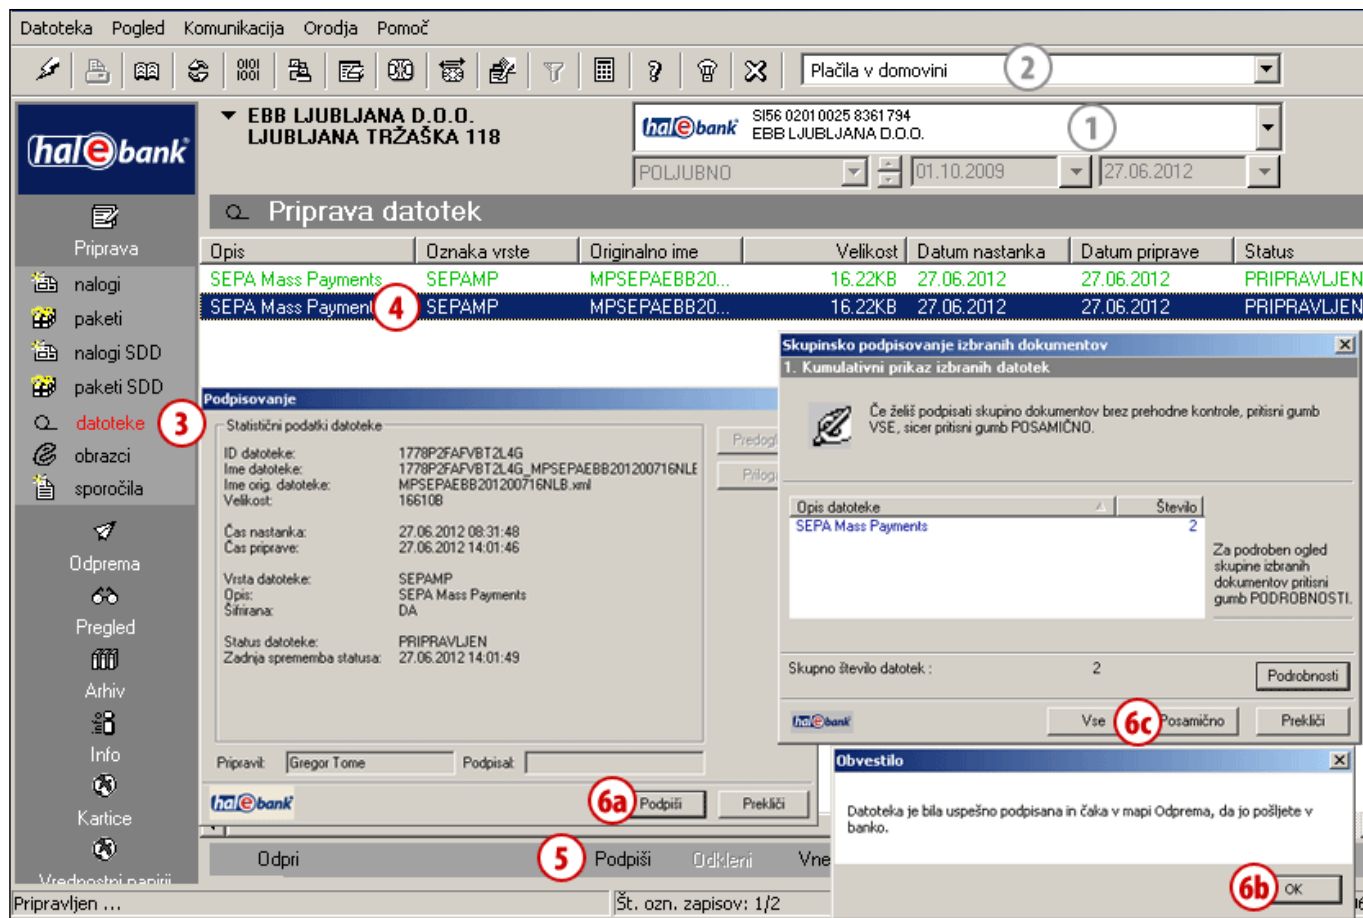 Datoteka Pogled Komunikacija Orodja Pomoč
Plačila v domovini
2
hal@bank
EBB LJUBLJANA D.O.O.
LJUBLJANA TRŽAŠKA 118
hal@bank
SI56 02010025 8361794
EBB LJUBLJANA D.O.O.
1
POLJUBNO 01.10.2009 27.06.2012
Priprava datotek
Opis Oznaka vrste Originalno ime Velikost Datum nastanka Datum priprave Status
SEPA Mass Payments SEPAMP MPSEPAEBB20... 16.22KB 27.06.2012 27.06.2012 PRIPRAVLJEN
SEPA Mass Payment 4 SEPAMP MPSEPAEBB20... 16.22KB 27.06.2012 27.06.2012 PRIPRAVLJEN
Priprava
nalogi
paketi
nalogi SDD
paketi SDD
datoteke 3
obrazci
sporočila
Odprema
Pregled
Arhiv
Info
Kartice
Vrednostni papirji
Podpisovanje
Statistični podatki datoteke
ID datoteke: 1778P2FAFVBT2L4G
Ime datoteke: 1778P2FAFVBT2L4G_MPSEPAEBB201200716NLB
Ime orig. datoteke: MPSEPAEBB201200716NLB.xml
Velikost: 16610B
Čas nastanka: 27.06.2012 08:31:48
Čas priprave: 27.06.2012 14:01:46
Vrsta datoteke: SEPAMP
Opis: SEPA Mass Payments
Šifrirana: DA
Status datoteke: PRIPRAVLJEN
Zadnja sprememba statusa: 27.06.2012 14:01:49
Predogl
Prilog
Pripravil: Gregor Tome Podpisal:
hal@bank
6a Podpiši Prekliči
Skupinsko podpisovanje izbranih dokumentov
1. Kumulativni prikaz izbranih datotek
Če želiš podpisati skupino dokumentov brez prehodne kontrole, pritisni gumb
VSE, sicer pritisni gumb POSAMIČNO.
Opis datoteke Število
SEPA Mass Payments 2
Za podroben ogled
skupine izbranih
dokumentov pritisni
gumb PODROBNOSTI.
Skupno število datotek : 2
Podrobnosti
hal@bank
Vse 6c Posamično Prekliči
Obvestilo
Datoteka je bila uspešno podpisana in čaka v mapi Odprema, da jo pošljete v
banko.
6b OK
Odpri 5 Podpiši Odkleni Vne
Pripravljen ... Št. ozn. zapisov: 1/2